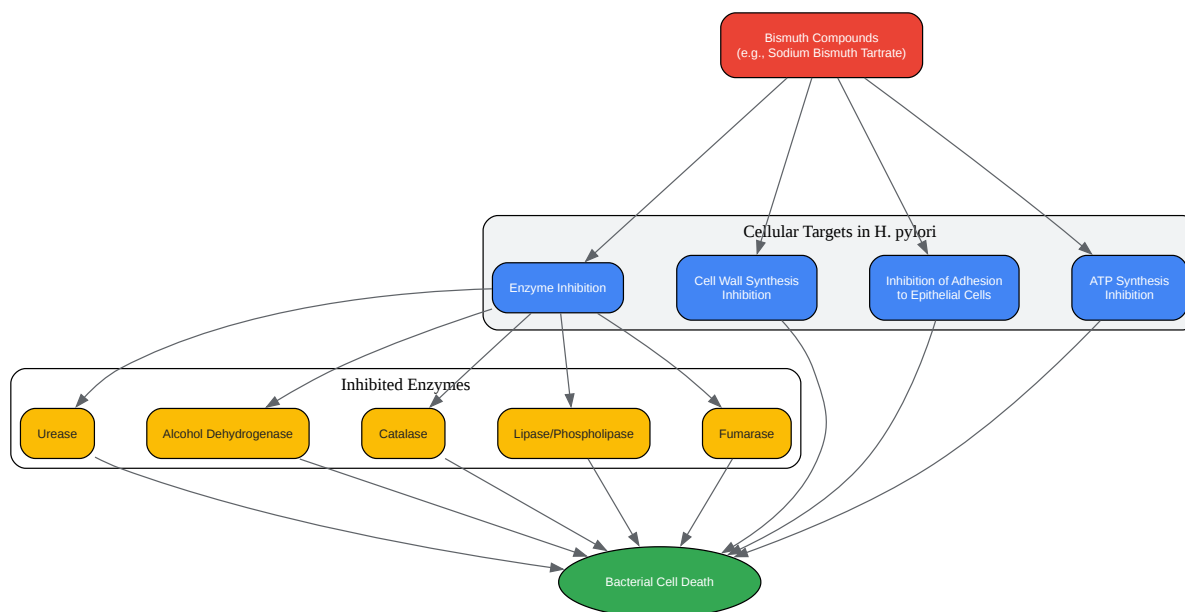 Bismuth Compounds
(e.g., Sodium Bismuth Tartrate)
Cellular Targets in H. pylori
Enzyme Inhibition
Cell Wall Synthesis
Inhibition
Inhibition of Adhesion
to Epithelial Cells
ATP Synthesis
Inhibition
Inhibited Enzymes
Urease
Alcohol Dehydrogenase
Catalase
Lipase/Phospholipase
Fumarase
Bacterial Cell Death